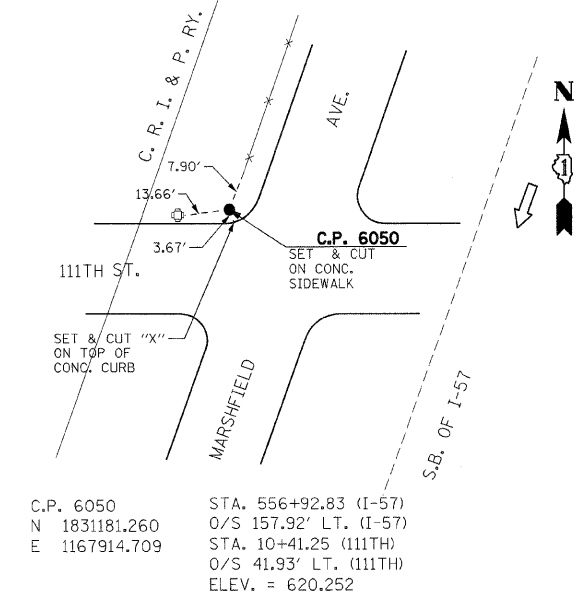 C. R. I. & P. RY.
AVE.
N
1
7.90'
13.66'
3.67'
C.P. 6050
SET & CUT
ON CONC.
SIDEWALK
111TH ST.
SET & CUT "X"
ON TOP OF
CONC. CURB
MARSHFIELD
S.B. OF I-57
C.P. 6050
N 1831181.260
E 1167914.709
STA. 556+92.83 (I-57)
O/S 157.92' LT. (I-57)
STA. 10+41.25 (111TH)
O/S 41.93' LT. (111TH)
ELEV. = 620.252